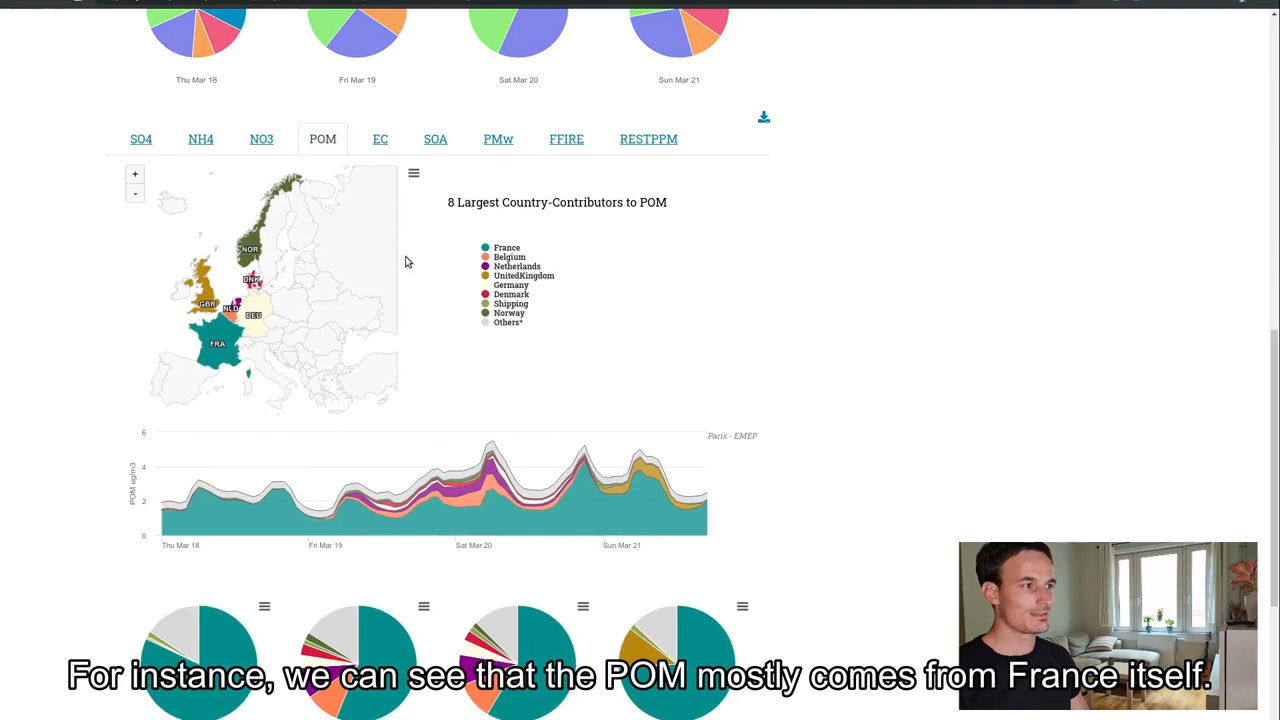 Thu Mar 18
Fri Mar 19
Sat Mar 20
Sun Mar 21
SO4
NH4
NO3
POM
EC
SOA
PMw
FFIRE
RESTPPM
+
-
8 Largest Country-Contributors to POM
NOR
DNK
GBR
NLD
DEU
FRA
France
Belgium
Netherlands
UnitedKingdom
Germany
Denmark
Shipping
Norway
Others*
Paris - EMEP
POM ug/m3
6
4
2
0
Thu Mar 18
Fri Mar 19
Sat Mar 20
Sun Mar 21
For instance, we can see that the POM mostly comes from France itself.